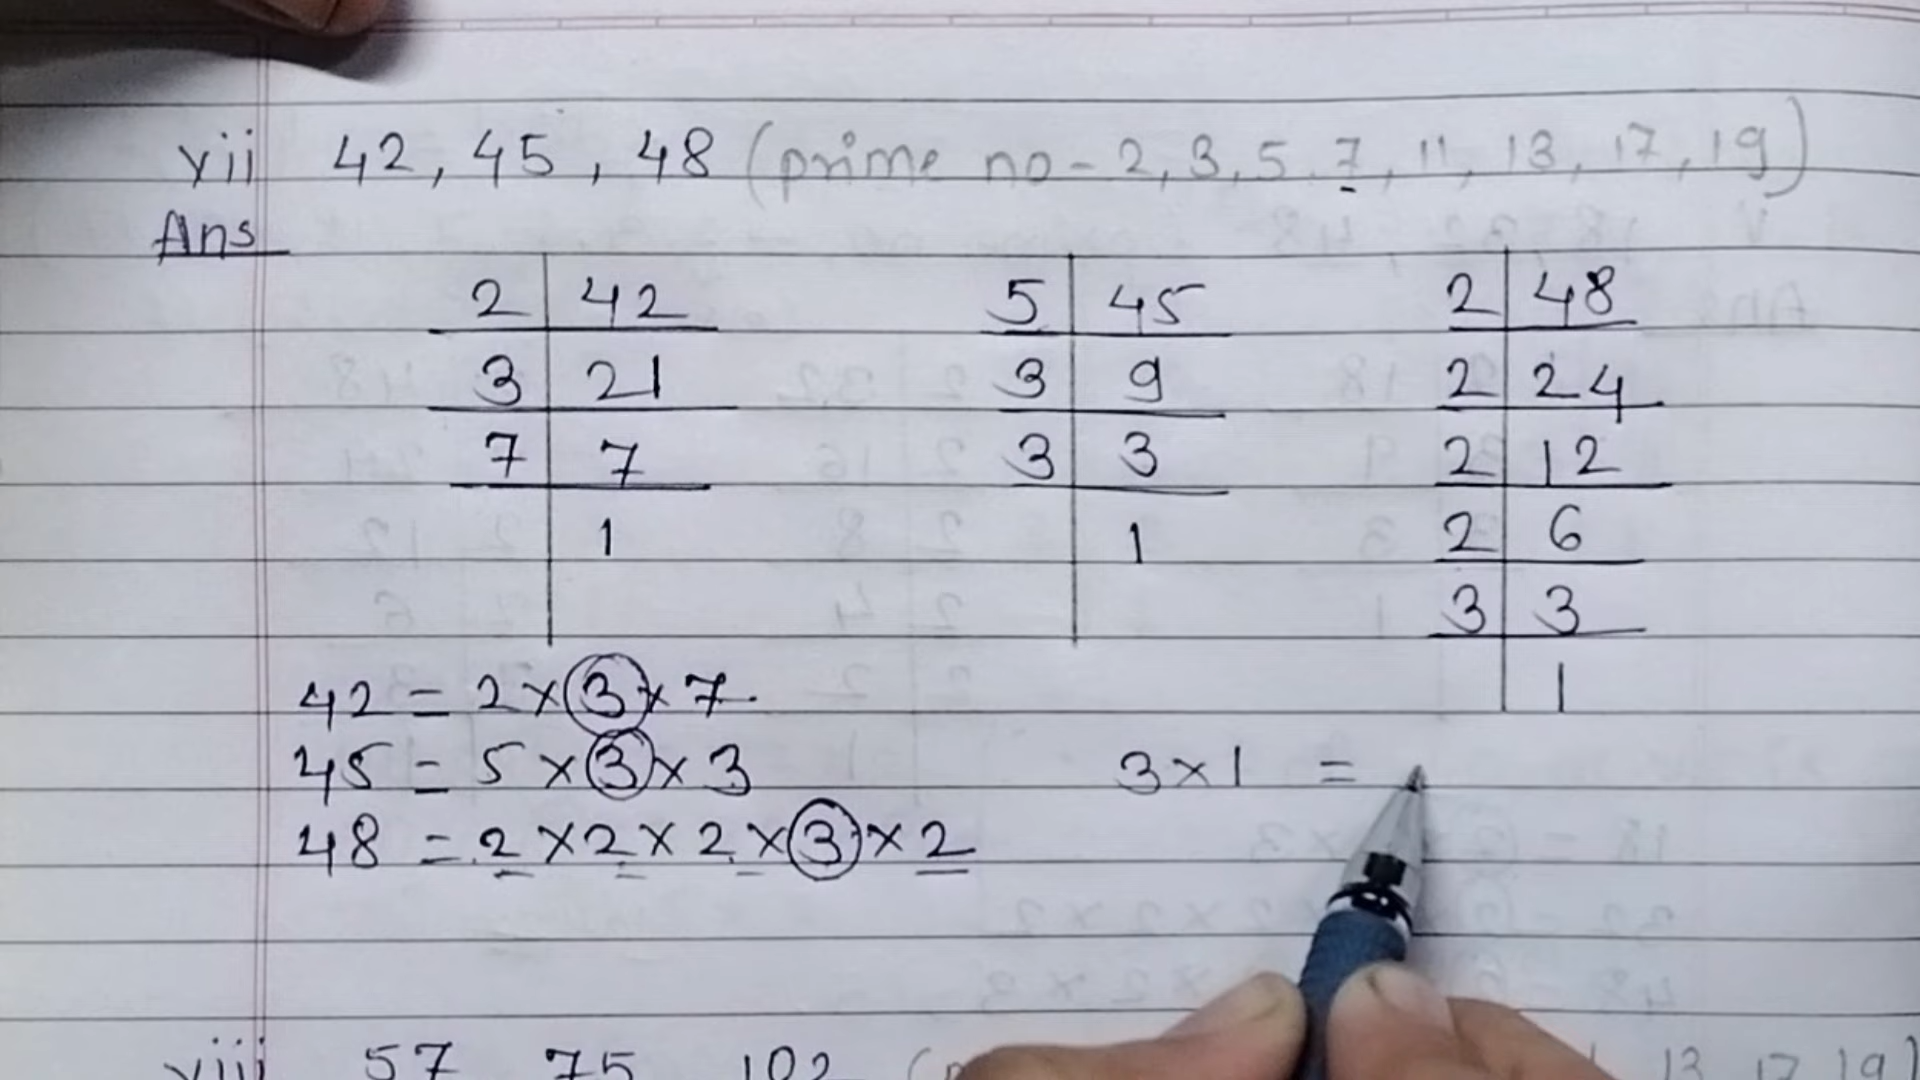 xii 42, 45, 48 (prime no - 2, 3, 5, 7, 11, 13, 17, 19)
Ans
2 42 5 45 2 48
3 21 3 9 2 24
7 7 3 3 2 12
1 1 2 6
3 3
1
42 = 2 × 3 × 7
45 = 5 × 3 × 3 3 × 1 =
48 = 2 × 2 × 2 × 3 × 2
viii 57 75 102 ( 13, 17, 19)